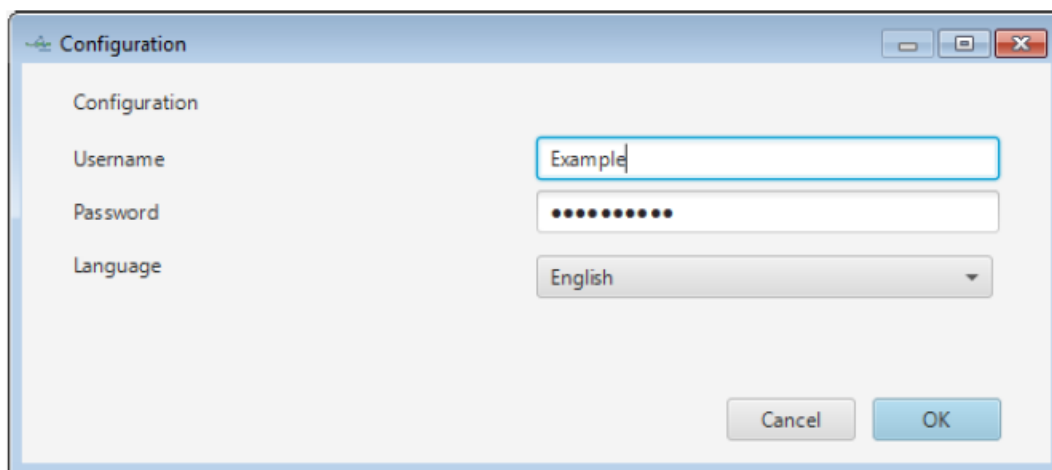 Configuration
Configuration
Username
Example
Password
••••••••••
Language
English
Cancel
OK